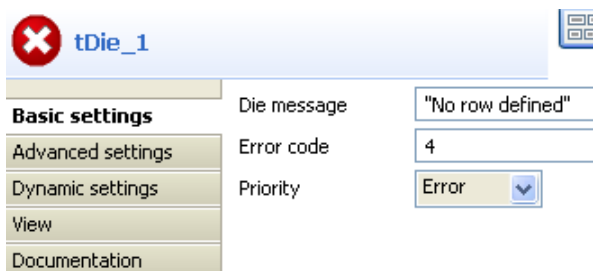 tDie_1
Basic settings
Advanced settings
Dynamic settings
View
Documentation
Die message "No row defined"
Error code 4
Priority Error